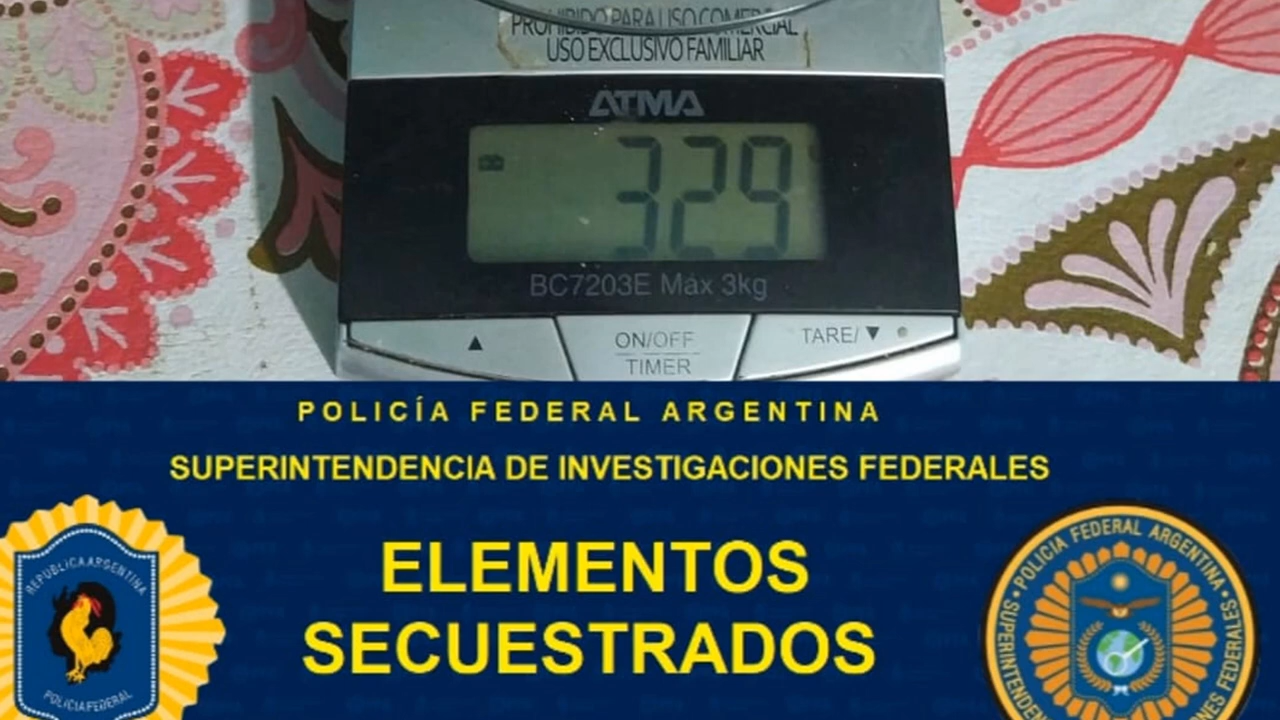 PROHIBIDO PARA USO COMERCIAL
USO EXCLUSIVO FAMILIAR
ATMA
329
BC7203E Máx 3kg
▲
ON/OFF
TIMER
TARE/ ▼
POLICÍA FEDERAL ARGENTINA
SUPERINTENDENCIA DE INVESTIGACIONES FEDERALES
ELEMENTOS
SECUESTRADOS
REPUBLICA ARGENTINA
POLICIA FEDERAL
POLICIA FEDERAL ARGENTINA